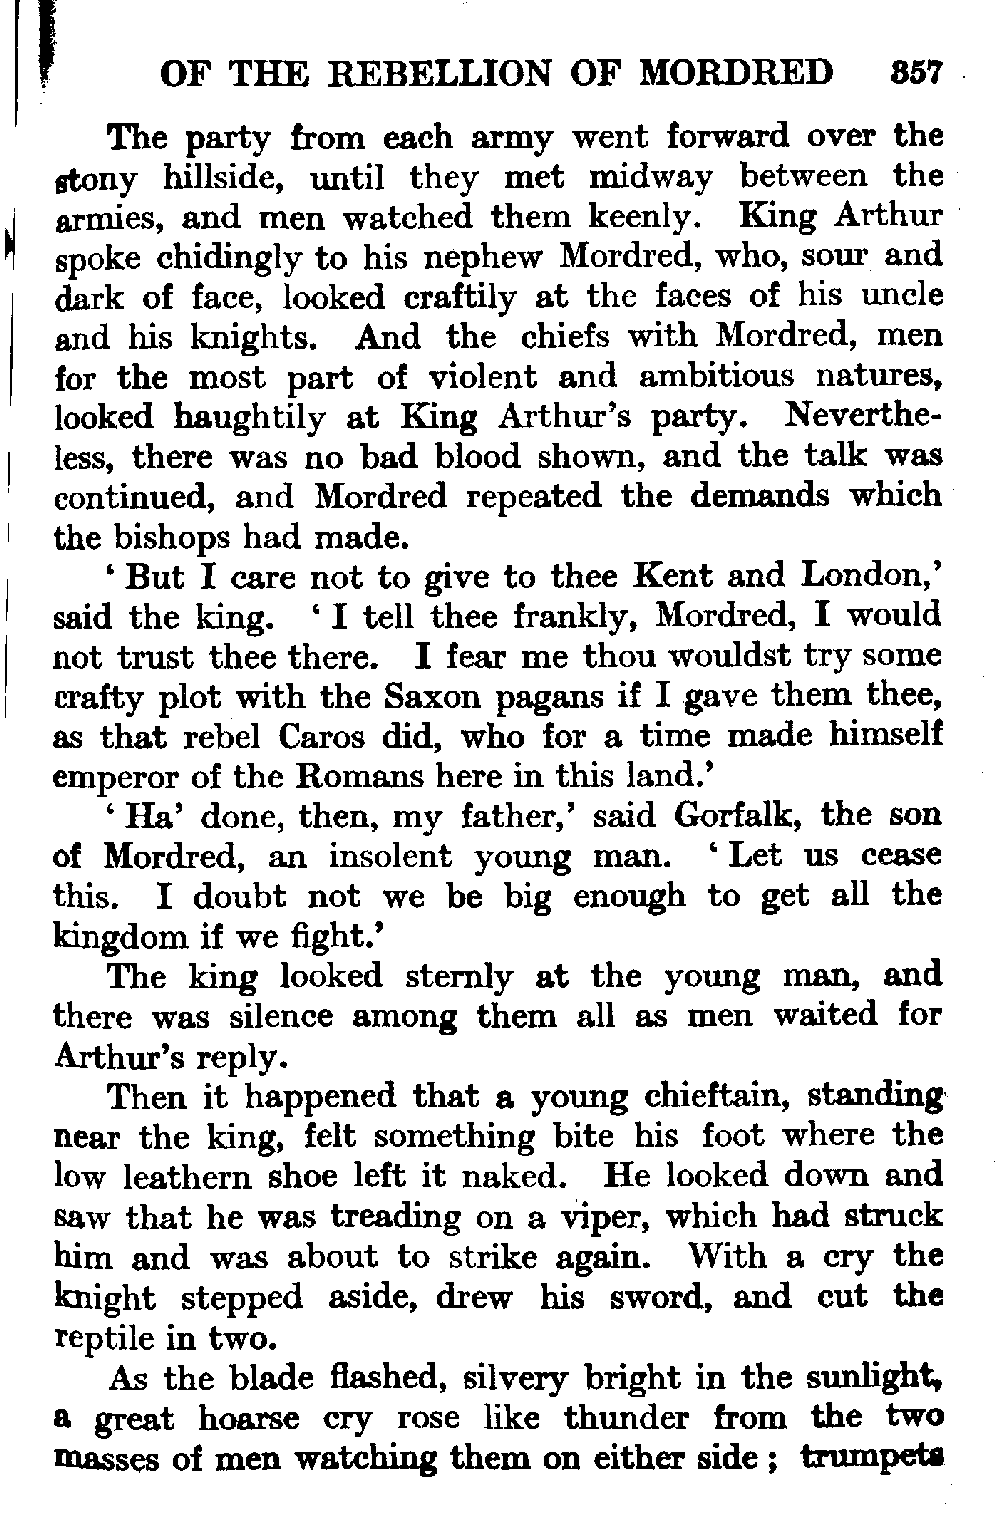 OF THE REBELLION OF MORDRED 357
The party from each army went forward over the
stony hillside, until they met midway between the
armies, and men watched them keenly. King Arthur
spoke chidingly to his nephew Mordred, who, sour and
dark of face, looked craftily at the faces of his uncle
and his knights. And the chiefs with Mordred, men
for the most part of violent and ambitious natures,
looked haughtily at King Arthur's party. Neverthe-
less, there was no bad blood shown, and the talk was
continued, and Mordred repeated the demands which
the bishops had made.
‘ But I care not to give to thee Kent and London,’
said the king. ‘ I tell thee frankly, Mordred, I would
not trust thee there. I fear me thou wouldst try some
crafty plot with the Saxon pagans if I gave them thee,
as that rebel Caros did, who for a time made himself
emperor of the Romans here in this land.’
‘ Ha’ done, then, my father,’ said Gorfalk, the son
of Mordred, an insolent young man. ‘ Let us cease
this. I doubt not we be big enough to get all the
kingdom if we fight.’
The king looked sternly at the young man, and
there was silence among them all as men waited for
Arthur's reply.
Then it happened that a young chieftain, standing
near the king, felt something bite his foot where the
low leathern shoe left it naked. He looked down and
saw that he was treading on a viper, which had struck
him and was about to strike again. With a cry the
knight stepped aside, drew his sword, and cut the
reptile in two.
As the blade flashed, silvery bright in the sunlight,
a great hoarse cry rose like thunder from the two
masses of men watching them on either side ; trumpets